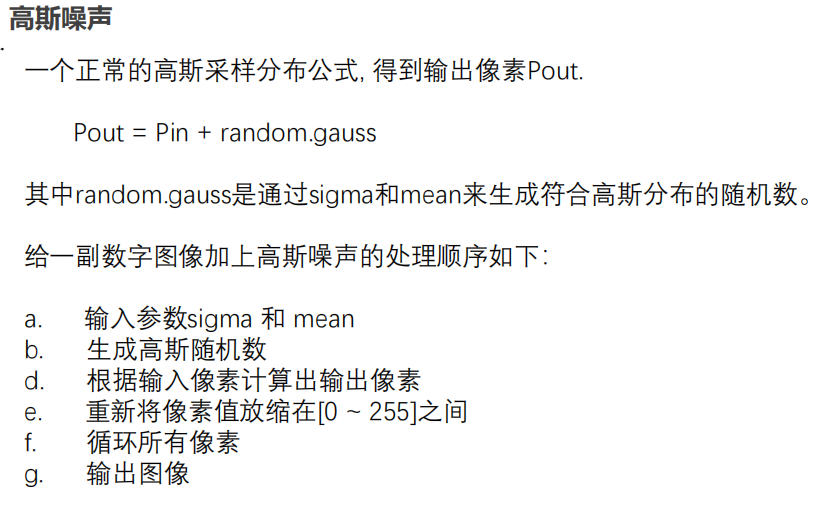 高斯噪声
一个正常的高斯采样分布公式, 得到输出像素Pout.
Pout = Pin + random.gauss
其中random.gauss是通过sigma和mean来生成符合高斯分布的随机数。
给一副数字图像加上高斯噪声的处理顺序如下:
a. 输入参数sigma 和 mean
b. 生成高斯随机数
d. 根据输入像素计算出输出像素
e. 重新将像素值放缩在[0 ~ 255]之间
f. 循环所有像素
g. 输出图像